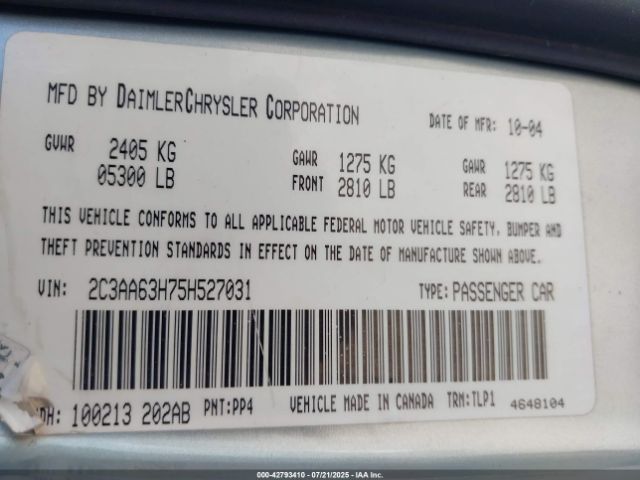 MFD BY DAIMLERCHRYSLER CORPORATION
DATE OF MFR: 10-04
GVWR 2405 KG
05300 LB
GAWR FRONT 1275 KG
2810 LB
GAWR REAR 1275 KG
2810 LB
THIS VEHICLE CONFORMS TO ALL APPLICABLE FEDERAL MOTOR VEHICLE SAFETY, BUMPER AND
THEFT PREVENTION STANDARDS IN EFFECT ON THE DATE OF MANUFACTURE SHOWN ABOVE.
VIN: 2C3AA63H75H527031 TYPE: PASSENGER CAR
DH: 100213 202AB PNT: PP4 VEHICLE MADE IN CANADA TRM: TLP1 4648104
000-42793410 - 07/21/2025 - IAA, Inc.